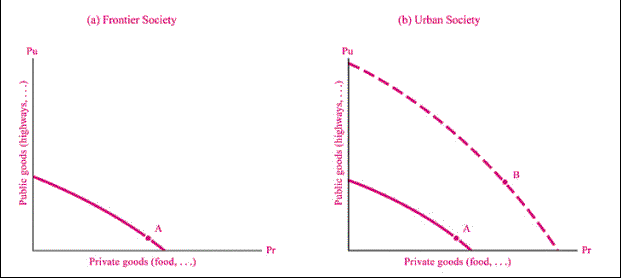 (a) Frontier Society
Pu
Public goods (highways, . . .)
A
Pr
Private goods (food, . . .)
(b) Urban Society
Pu
Public goods (highways, . . .)
B
A
Pr
Private goods (food, . . .)